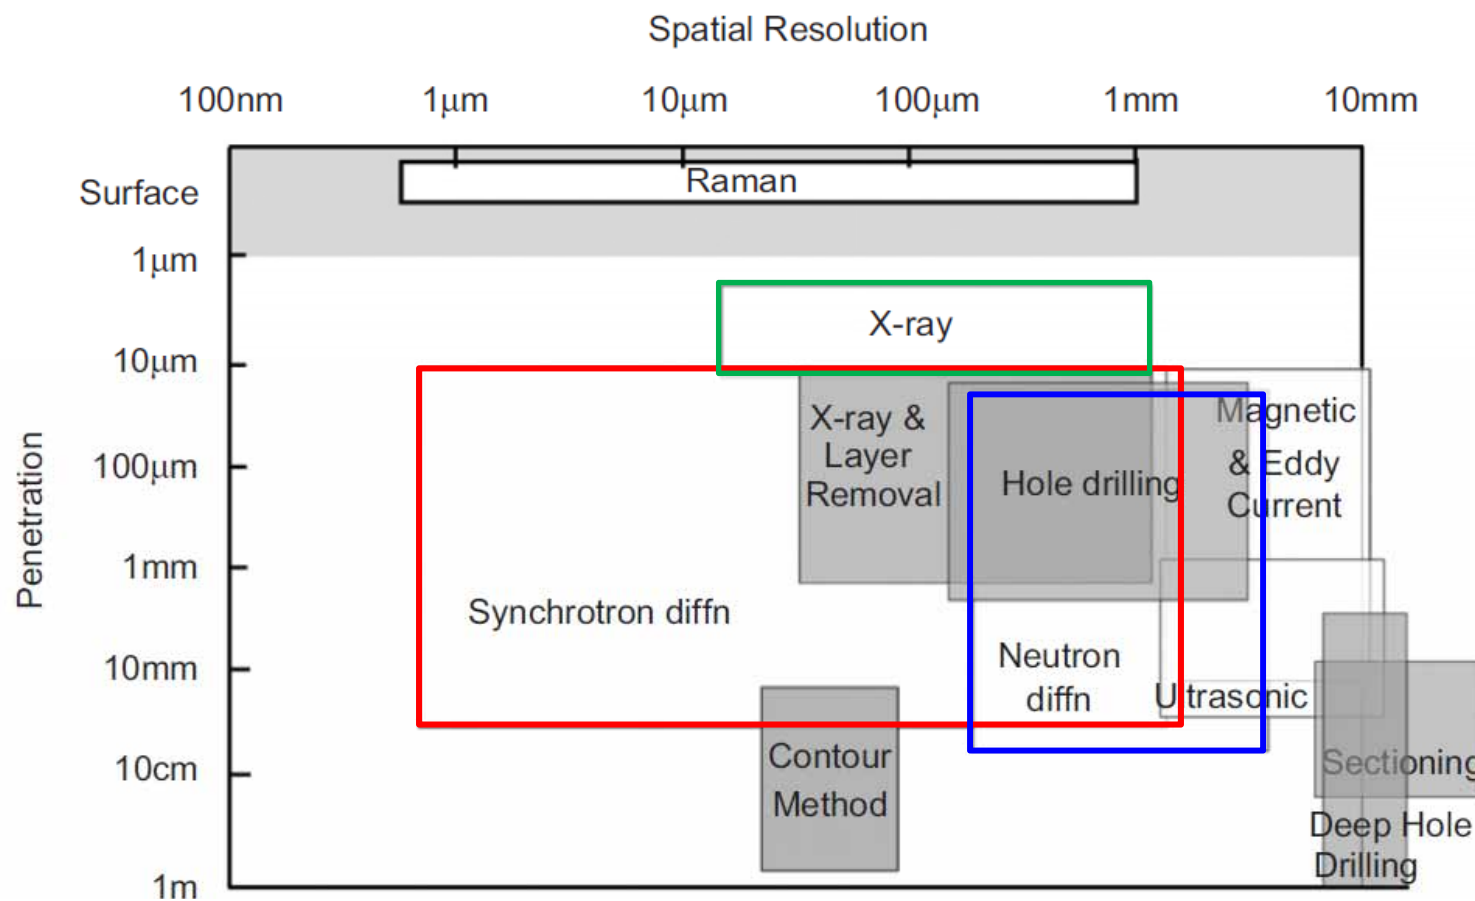 Spatial Resolution
100nm 1μm 10μm 100μm 1mm 10mm
Surface
Raman
1μm
X-ray
10μm
X-ray &
Layer
Removal
Magnetic
& Eddy
Current
100μm
Hole drilling
Penetration
1mm
Synchrotron diffn
Neutron
diffn
10mm
Ultrasonic
Contour
Method
10cm
Sectioning
Deep Hole
Drilling
1m